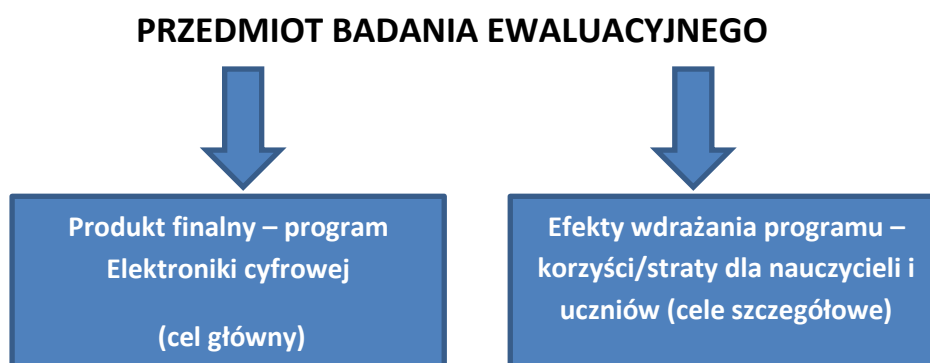 PRZEDMIOT BADANIA EWALUACYJNEGO
Produkt finalny – program
Elektroniki cyfrowej
(cel główny)
Efekty wdrażania programu –
korzyści/straty dla nauczycieli i
uczniów (cele szczegółowe)